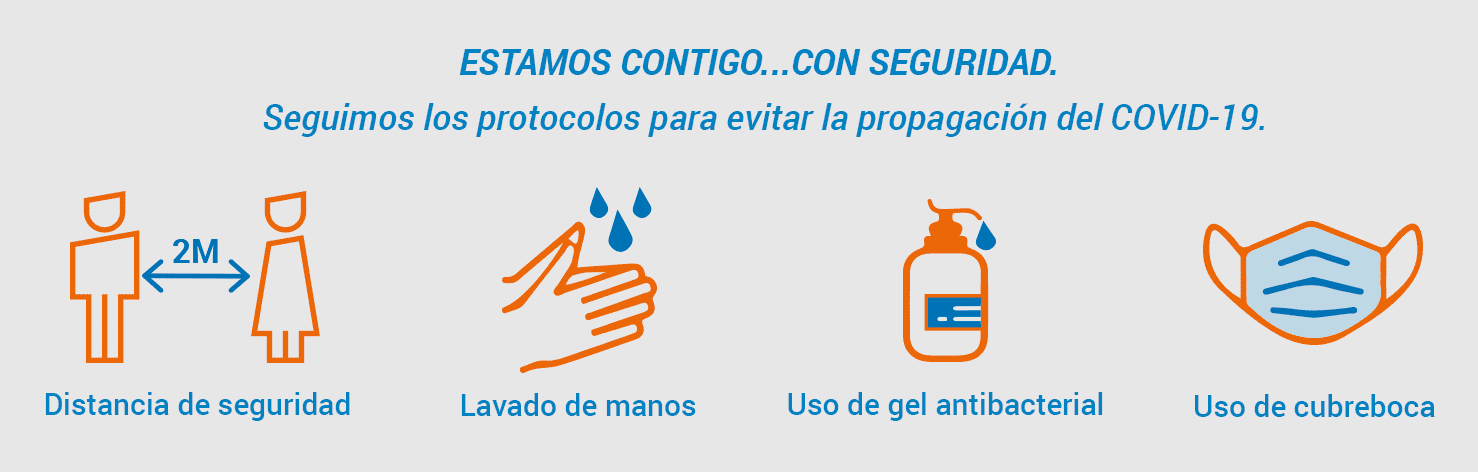 ESTAMOS CONTIGO...CON SEGURIDAD.
Seguimos los protocolos para evitar la propagación del COVID-19.
2M
Distancia de seguridad
Lavado de manos
Uso de gel antibacterial
Uso de cubreboca